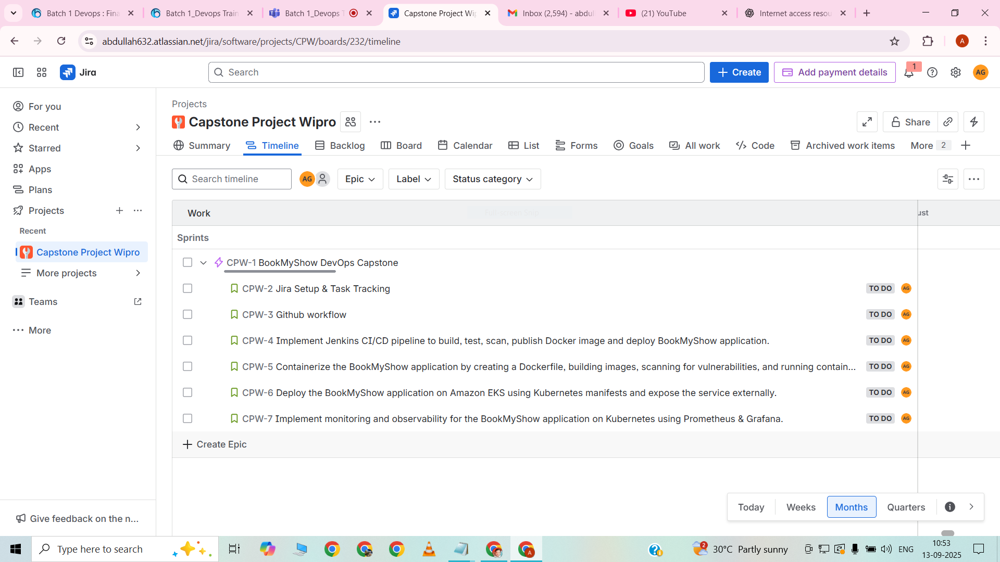 Batch 1 Devops : Fina
Batch 1_Devops Train
Batch 1_Devops T
Capstone Project Wip
Inbox (2,594) - abdul
(21) YouTube
Internet access resou
abdullah632.atlassian.net/jira/software/projects/CPW/boards/232/timeline
A
Jira
Search
Create
Add payment details
1
AG
For you
Recent
Starred
Apps
Plans
Projects
Recent
Capstone Project Wipro
More projects
Teams
More
Give feedback on the n...
Projects
Capstone Project Wipro
Share
Summary
Timeline
Backlog
Board
Calendar
List
Forms
Goals
All work
Code
Archived work items
More 2
Search timeline
AG
Epic
Label
Status category
Work
Full-screen Snip
ust
Sprints
CPW-1 BookMyShow DevOps Capstone
CPW-2 Jira Setup & Task Tracking TO DO AG
CPW-3 Github workflow TO DO AG
CPW-4 Implement Jenkins CI/CD pipeline to build, test, scan, publish Docker image and deploy BookMyShow application. TO DO AG
CPW-5 Containerize the BookMyShow application by creating a Dockerfile, building images, scanning for vulnerabilities, and running contain... TO DO AG
CPW-6 Deploy the BookMyShow application on Amazon EKS using Kubernetes manifests and expose the service externally. TO DO AG
CPW-7 Implement monitoring and observability for the BookMyShow application on Kubernetes using Prometheus & Grafana. TO DO AG
Create Epic
Today
Weeks
Months
Quarters
Type here to search
A
2
30°C Partly sunny
ENG
10:53
13-09-2025